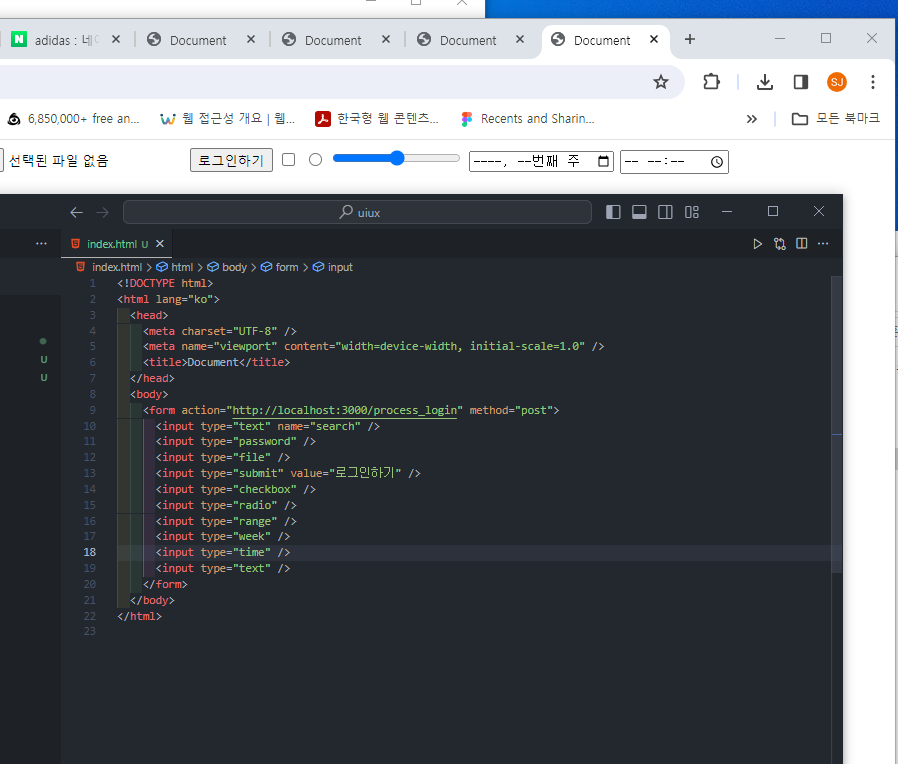 adidas : 네이 Document Document Document Document
SJ
6,850,000+ free an... 웹 접근성 개요 | 웹... 한국형 웹 콘텐츠... Recents and Sharin... 모든 북마크
선택된 파일 없음 로그인하기 ----, --번째 주 -- --:--
uiux
index.html U
index.html > html > body > form > input
1 <!DOCTYPE html>
2 <html lang="ko">
3 <head>
4 <meta charset="UTF-8" />
5 <meta name="viewport" content="width=device-width, initial-scale=1.0" />
6 <title>Document</title>
7 </head>
8 <body>
9 <form action="http://localhost:3000/process_login" method="post">
10 <input type="text" name="search" />
11 <input type="password" />
12 <input type="file" />
13 <input type="submit" value="로그인하기" />
14 <input type="checkbox" />
15 <input type="radio" />
16 <input type="range" />
17 <input type="week" />
18 <input type="time" />
19 <input type="text" />
20 </form>
21 </body>
22 </html>
23
U
U